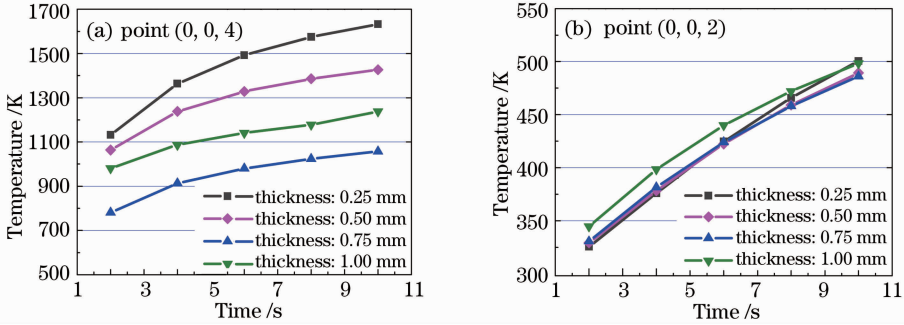 (a) point (0, 0, 4)
Temperature /K
1700
1500
1300
1100
900
700
500
thickness: 0.25 mm
thickness: 0.50 mm
thickness: 0.75 mm
thickness: 1.00 mm
1 3 5 7 9 11
Time /s
(b) point (0, 0, 2)
Temperature /K
500
450
400
350
300
thickness: 0.25 mm
thickness: 0.50 mm
thickness: 0.75 mm
thickness: 1.00 mm
1 3 5 7 9 11
Time /s